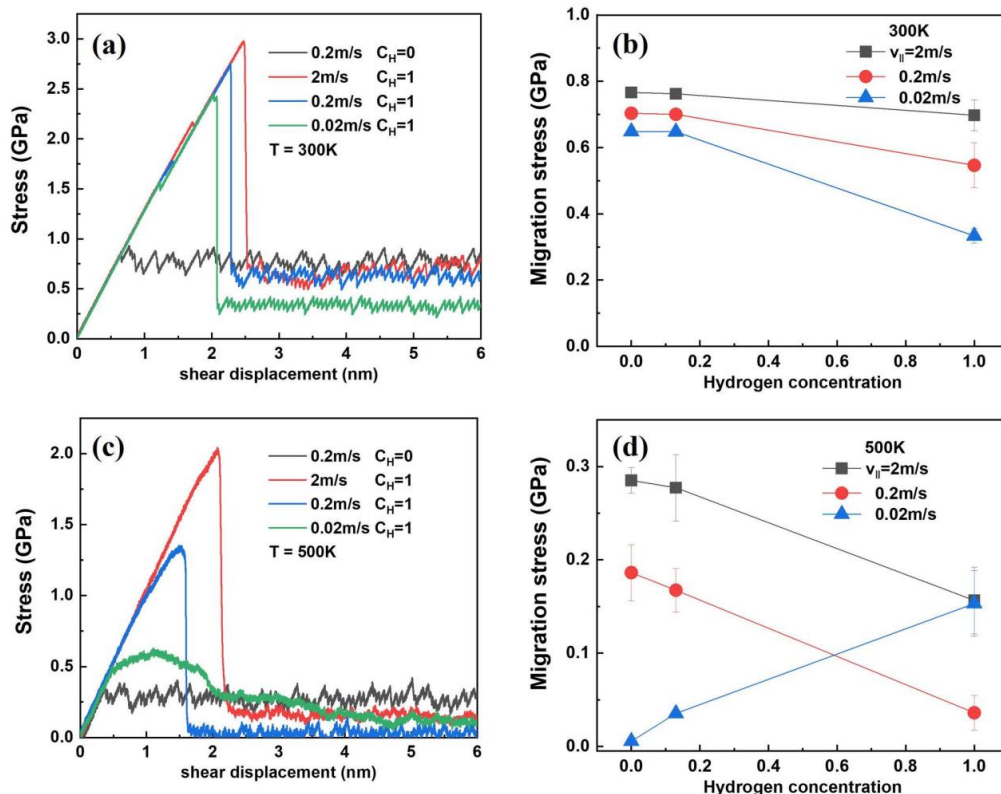 (a)
0.2m/s C_H=0
2m/s C_H=1
0.2m/s C_H=1
0.02m/s C_H=1
T = 300K
Stress (GPa)
3.0
2.5
2.0
1.5
1.0
0.5
0.0
0 1 2 3 4 5 6
shear displacement (nm)
(b)
300K
v_||=2m/s
0.2m/s
0.02m/s
Migration stress (GPa)
1.0
0.8
0.6
0.4
0.2
0.0
0.0 0.2 0.4 0.6 0.8 1.0
Hydrogen concentration
(c)
0.2m/s C_H=0
2m/s C_H=1
0.2m/s C_H=1
0.02m/s C_H=1
T = 500K
Stress (GPa)
2.0
1.5
1.0
0.5
0.0
0 1 2 3 4 5 6
shear displacement (nm)
(d)
500K
v_||=2m/s
0.2m/s
0.02m/s
Migration stress (GPa)
0.3
0.2
0.1
0.0
0.0 0.2 0.4 0.6 0.8 1.0
Hydrogen concentration